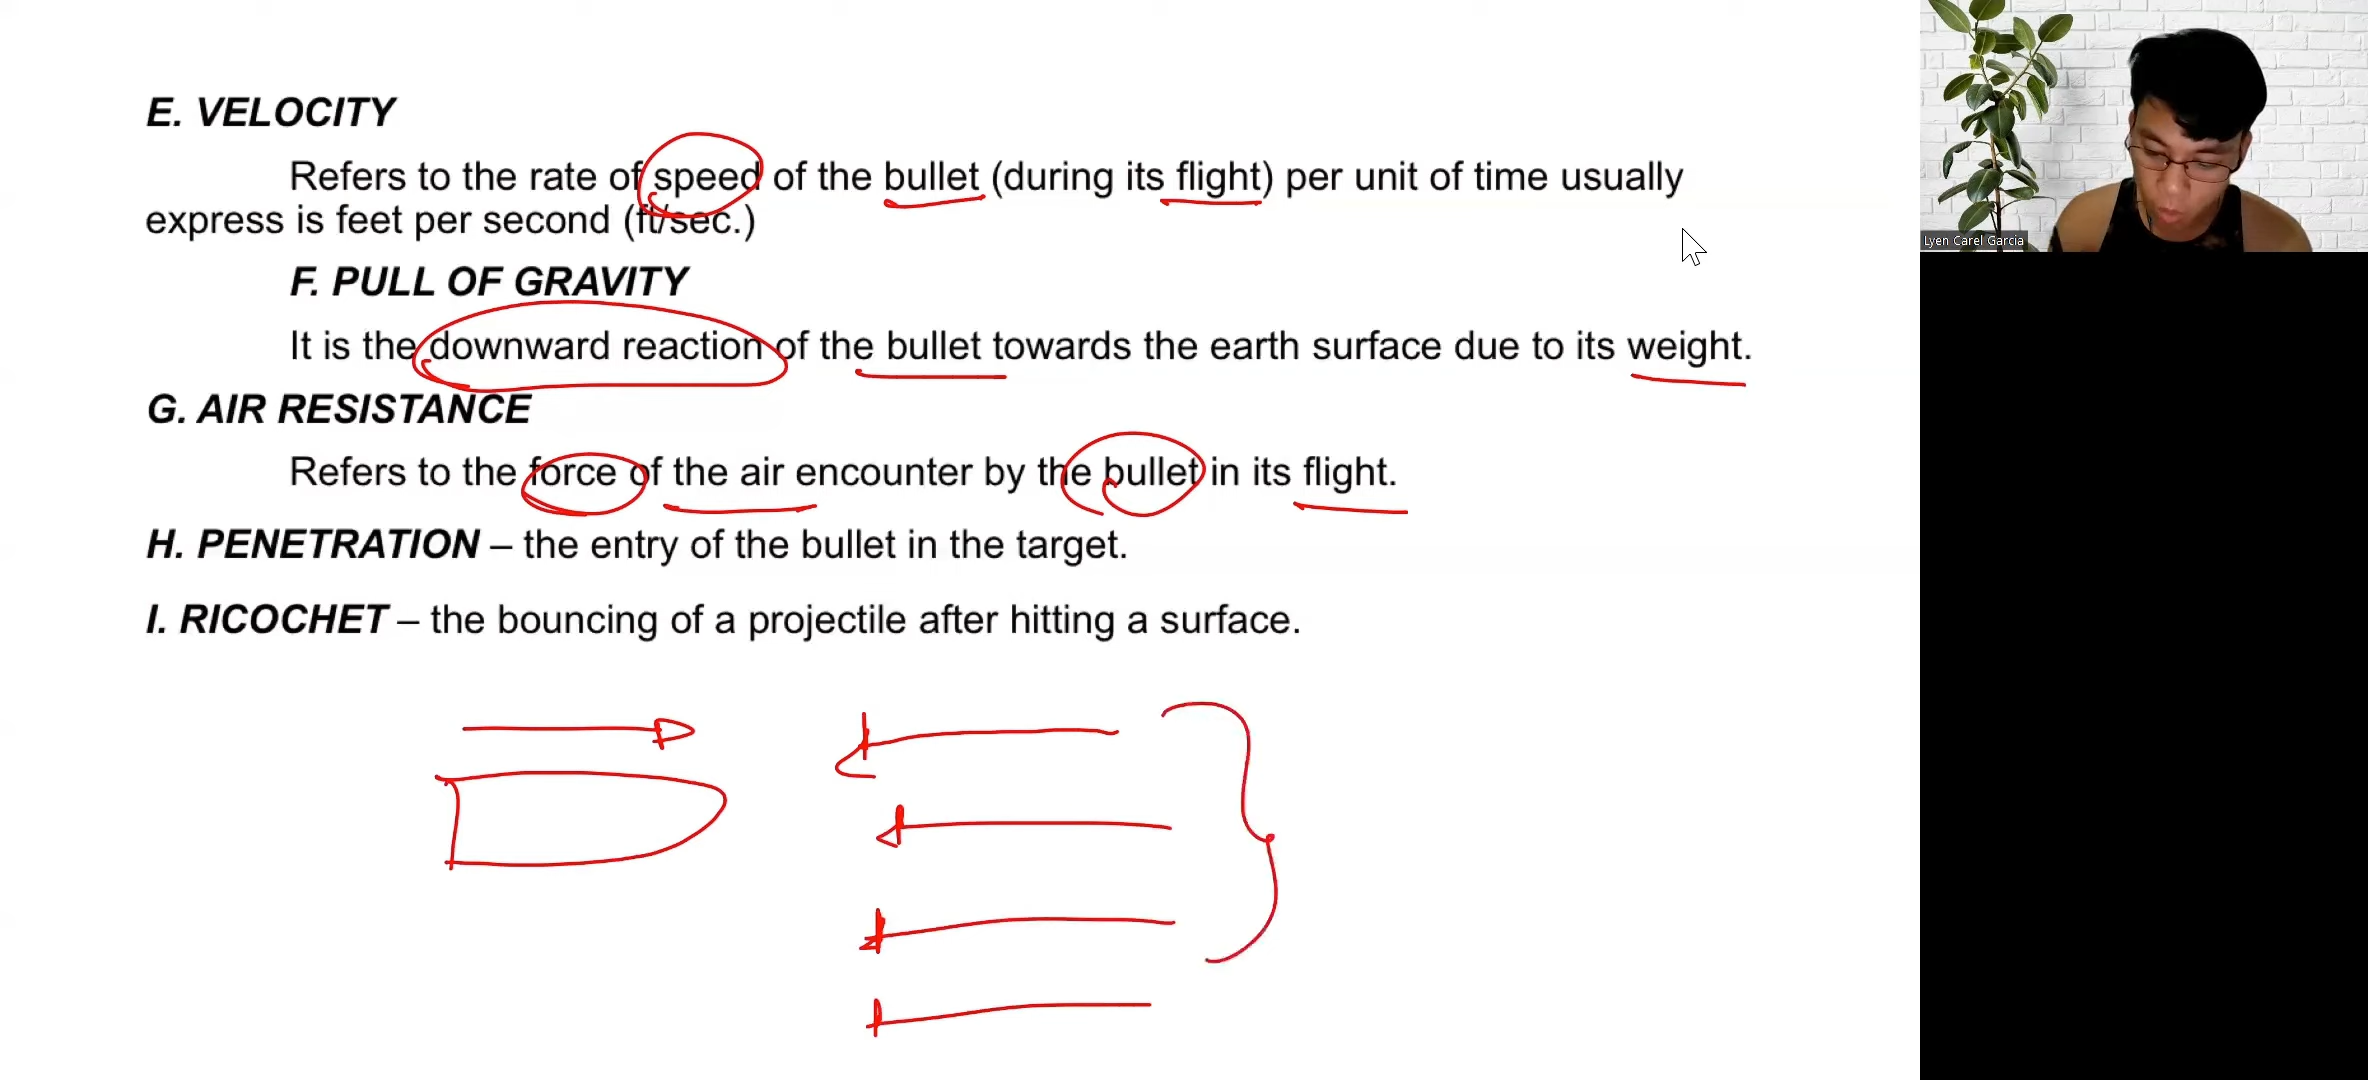 E. VELOCITY
Refers to the rate of speed of the bullet (during its flight) per unit of time usually
express is feet per second (ft/sec.)
F. PULL OF GRAVITY
It is the downward reaction of the bullet towards the earth surface due to its weight.
G. AIR RESISTANCE
Refers to the force of the air encounter by the bullet in its flight.
H. PENETRATION – the entry of the bullet in the target.
I. RICOCHET – the bouncing of a projectile after hitting a surface.
Lyen Carel Garcia